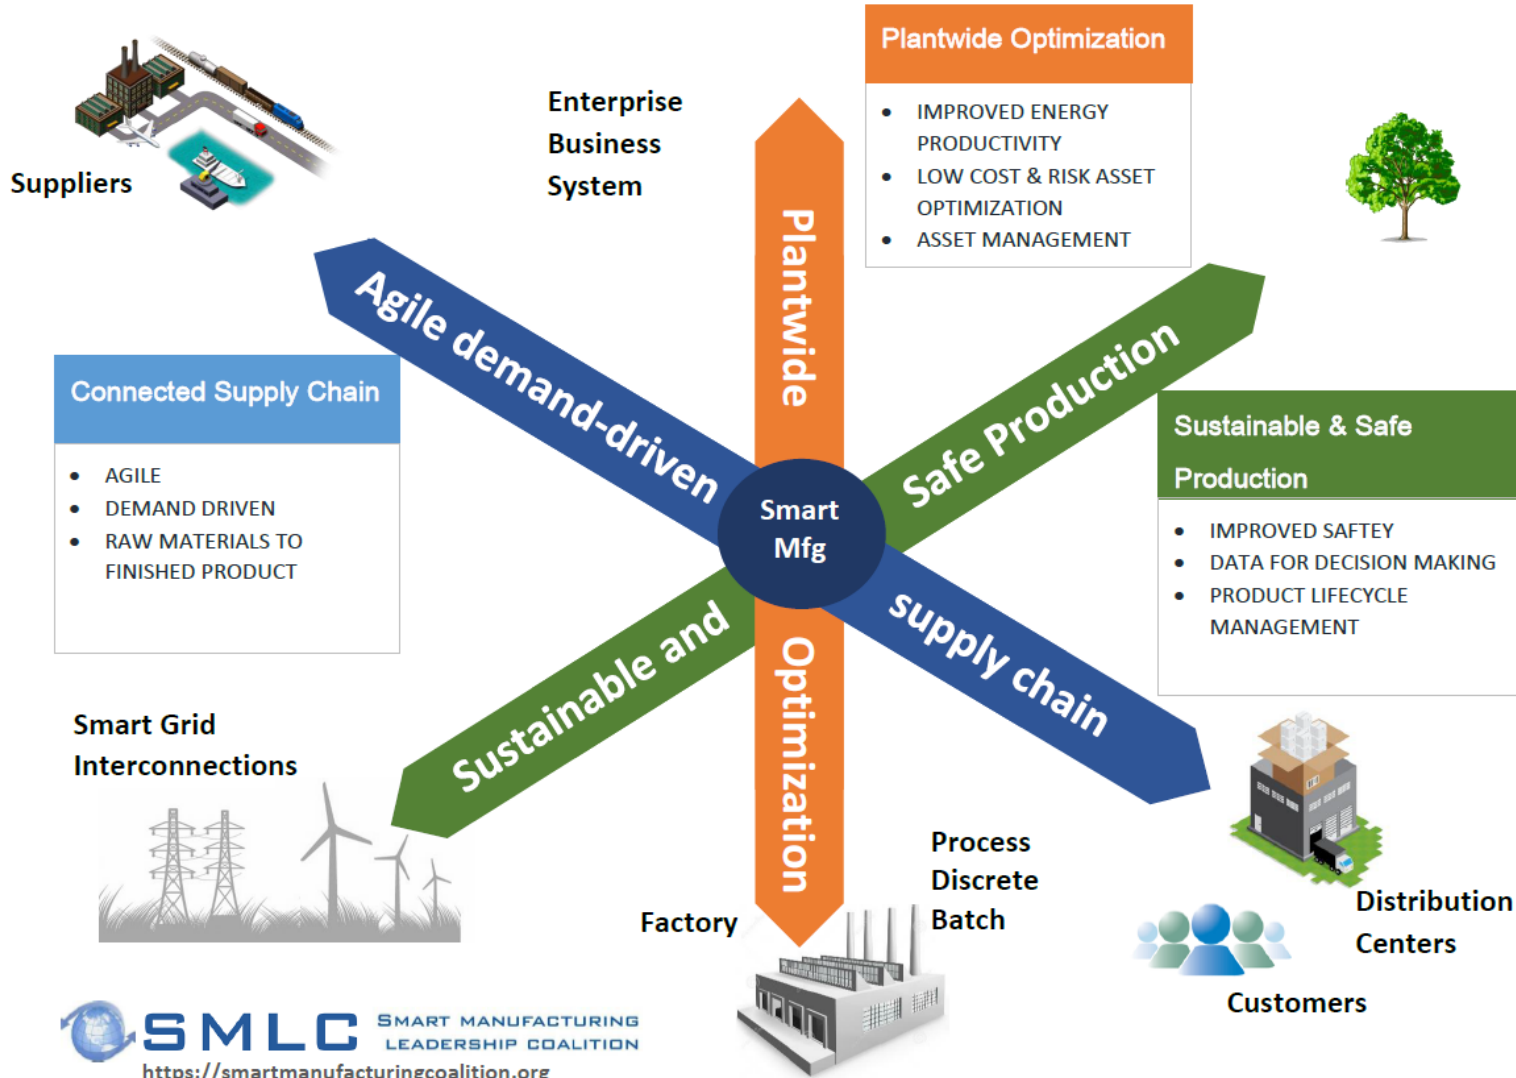 Plantwide Optimization
• IMPROVED ENERGY
PRODUCTIVITY
• LOW COST & RISK ASSET
OPTIMIZATION
• ASSET MANAGEMENT
Enterprise
Business
System
Suppliers
Agile demand-driven
supply chain
Plantwide
Optimization
Safe Production
Sustainable and
Smart
Mfg
Connected Supply Chain
• AGILE
• DEMAND DRIVEN
• RAW MATERIALS TO
FINISHED PRODUCT
Sustainable & Safe
Production
• IMPROVED SAFTEY
• DATA FOR DECISION MAKING
• PRODUCT LIFECYCLE
MANAGEMENT
Smart Grid
Interconnections
Factory
Process
Discrete
Batch
Distribution
Centers
Customers
SMLC
SMART MANUFACTURING
LEADERSHIP COALITION
https://smartmanufacturingcoalition.org